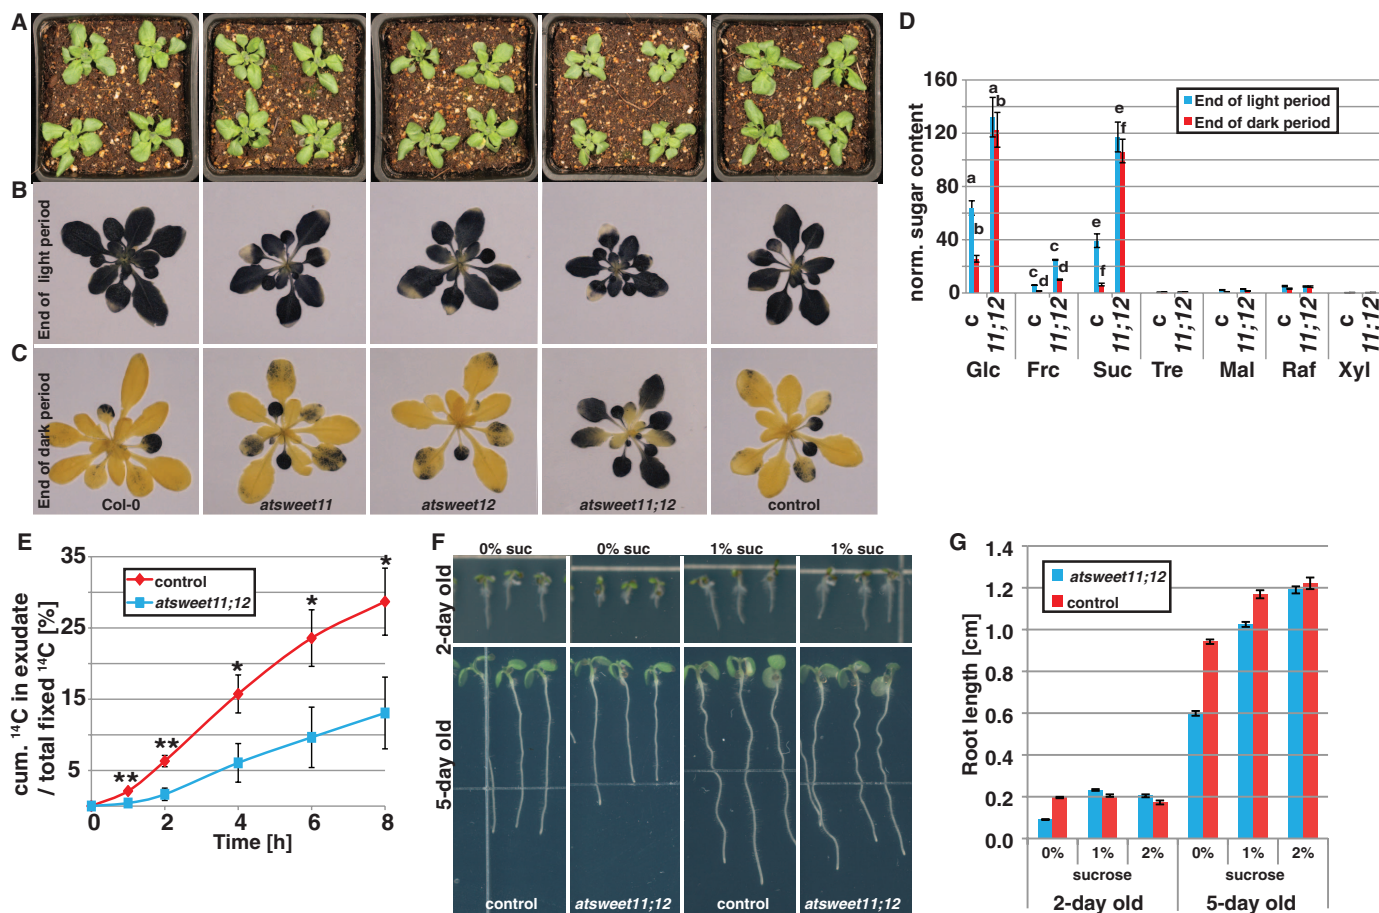 A
B
End of light period
C
End of dark period
Col-0
atsweet11
atsweet12
atsweet11;12
control
D
norm. sugar content
160
120
80
40
0
End of light period
End of dark period
a
b
a
b
c
d
c
d
e
f
e
f
c
11;12
c
11;12
c
11;12
c
11;12
c
11;12
c
11;12
c
11;12
Glc
Frc
Suc
Tre
Mal
Raf
Xyl
E
cum. ¹⁴C in exudate
/ total fixed ¹⁴C [%]
35
25
15
5
control
atsweet11;12
**
**
*
*
*
0
2
4
6
8
Time [h]
F
0% suc
0% suc
1% suc
1% suc
2-day old
5-day old
control
atsweet11;12
control
atsweet11;12
G
Root length [cm]
1.4
1.2
1.0
0.8
0.6
0.4
0.2
0.0
atsweet11;12
control
0%
1%
2%
0%
1%
2%
sucrose
sucrose
2-day old
5-day old